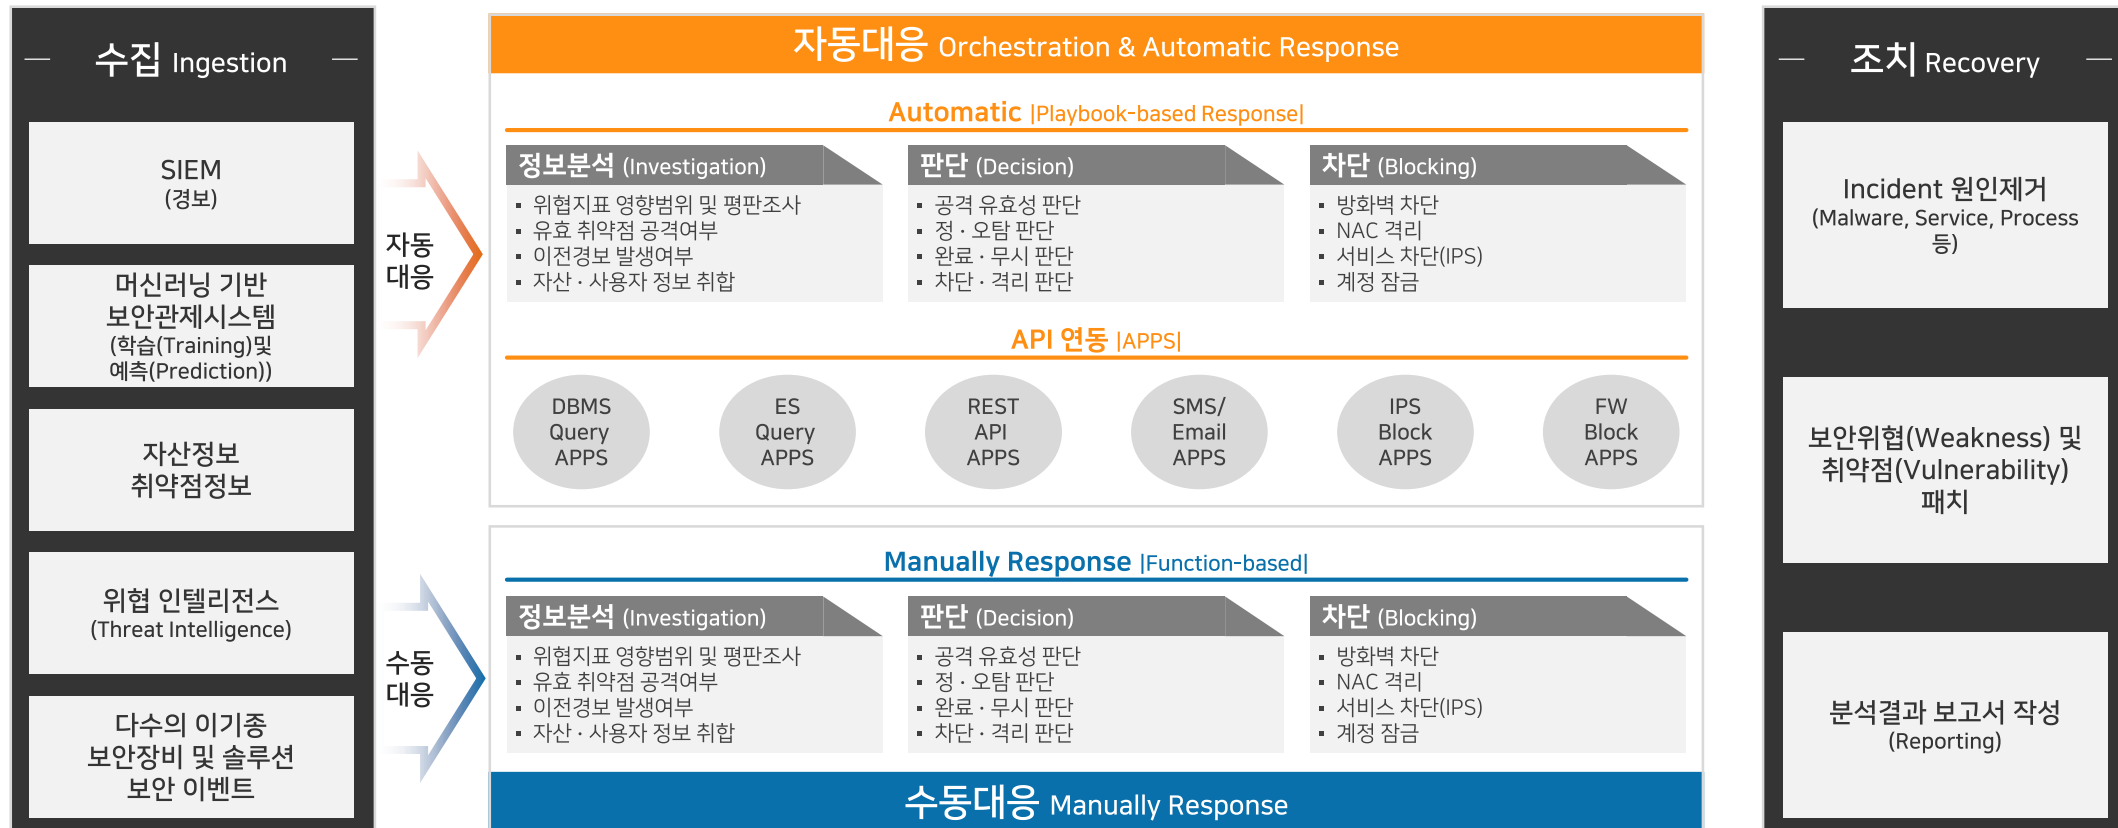 수집 Ingestion
SIEM
(경보)
머신러닝 기반
보안관제시스템
(학습(Training)및
예측(Prediction))
자산정보
취약점정보
위협 인텔리전스
(Threat Intelligence)
다수의 이기종
보안장비 및 솔루션
보안 이벤트
자동
대응
수동
대응
자동대응 Orchestration & Automatic Response
Automatic |Playbook-based Response|
정보분석 (Investigation)
▪ 위협지표 영향범위 및 평판조사
▪ 유효 취약점 공격여부
▪ 이전경보 발생여부
▪ 자산 · 사용자 정보 취합
판단 (Decision)
▪ 공격 유효성 판단
▪ 정 · 오탐 판단
▪ 완료 · 무시 판단
▪ 차단 · 격리 판단
차단 (Blocking)
▪ 방화벽 차단
▪ NAC 격리
▪ 서비스 차단(IPS)
▪ 계정 잠금
API 연동 |APPS|
DBMS
Query
APPS
ES
Query
APPS
REST
API
APPS
SMS/
Email
APPS
IPS
Block
APPS
FW
Block
APPS
Manually Response |Function-based|
정보분석 (Investigation)
▪ 위협지표 영향범위 및 평판조사
▪ 유효 취약점 공격여부
▪ 이전경보 발생여부
▪ 자산 · 사용자 정보 취합
판단 (Decision)
▪ 공격 유효성 판단
▪ 정 · 오탐 판단
▪ 완료 · 무시 판단
▪ 차단 · 격리 판단
차단 (Blocking)
▪ 방화벽 차단
▪ NAC 격리
▪ 서비스 차단(IPS)
▪ 계정 잠금
수동대응 Manually Response
조치 Recovery
Incident 원인제거
(Malware, Service, Process
등)
보안위협(Weakness) 및
취약점(Vulnerability)
패치
분석결과 보고서 작성
(Reporting)